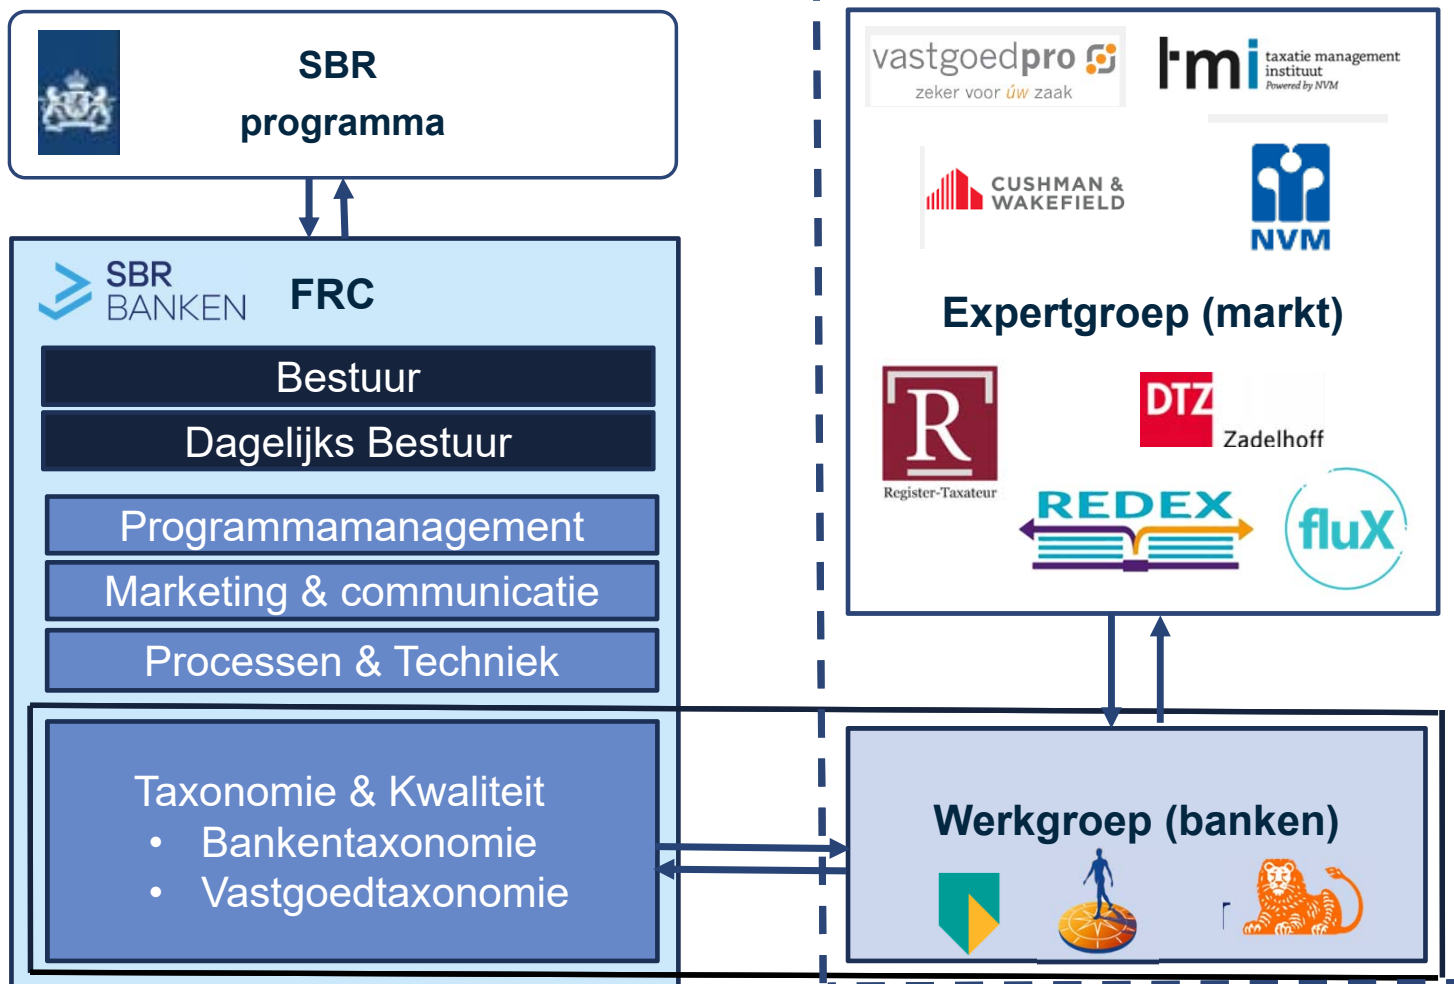 SBR
programma
SBR
BANKEN
FRC
Bestuur
Dagelijks Bestuur
Programmamanagement
Marketing & communicatie
Processen & Techniek
Taxonomie & Kwaliteit
• Bankentaxonomie
• Vastgoedtaxonomie
vastgoedpro
zeker voor úw zaak
tmi taxatie management
instituut
Powered by NVM
CUSHMAN &
WAKEFIELD
NVM
Expertgroep (markt)
R
Register-Taxateur
DTZ
Zadelhoff
REDEX
fluX
Werkgroep (banken)